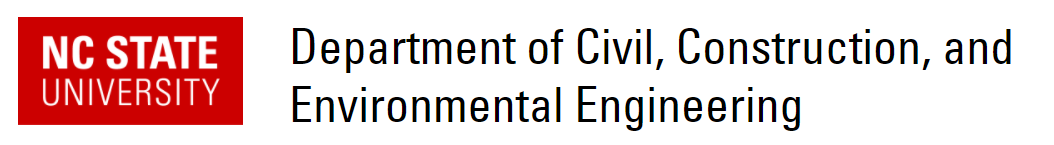 NC STATE
UNIVERSITY
Department of Civil, Construction, and
Environmental Engineering